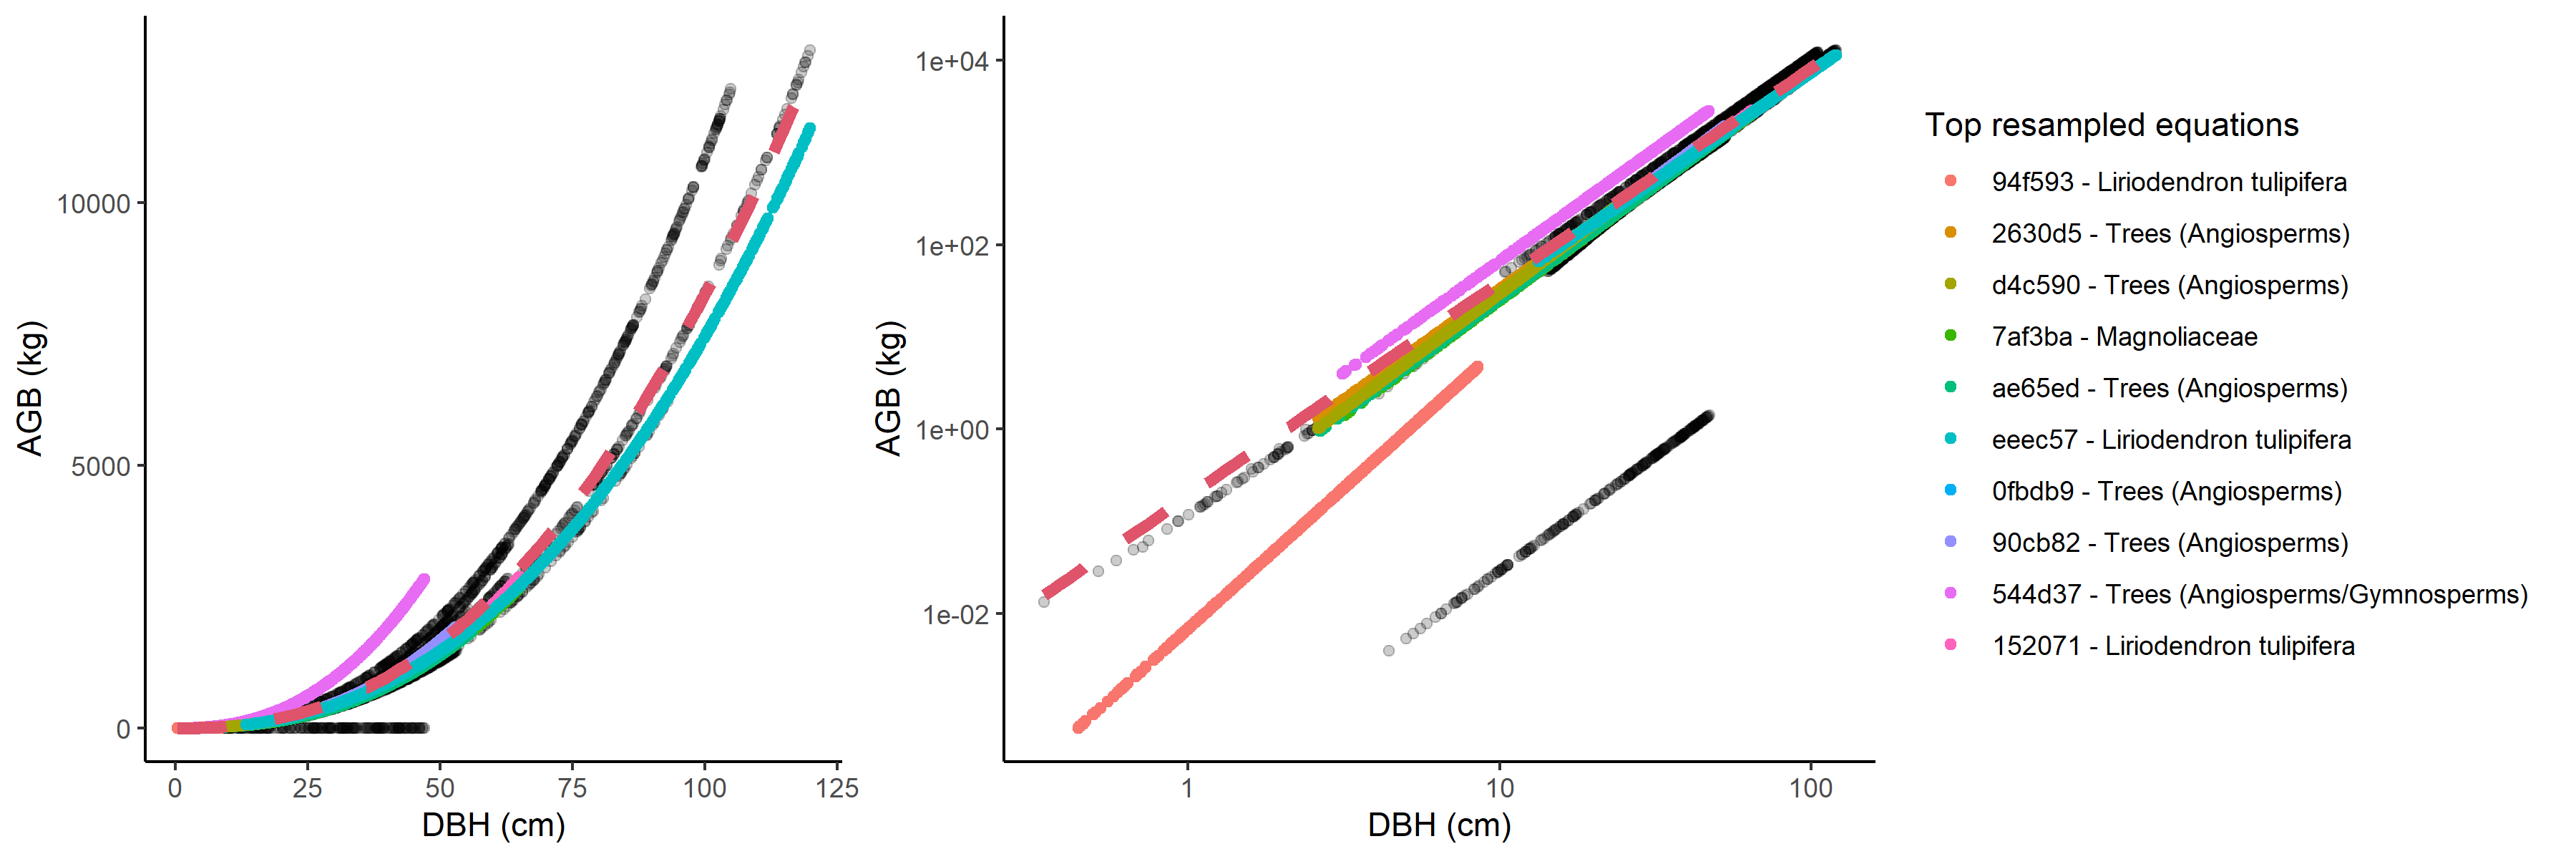 AGB (kg)
10000
5000
0
0 25 50 75 100 125
DBH (cm)
AGB (kg)
1e+04
1e+02
1e+00
1e-02
1 10 100
DBH (cm)
Top resampled equations
94f593 - Liriodendron tulipifera
2630d5 - Trees (Angiosperms)
d4c590 - Trees (Angiosperms)
7af3ba - Magnoliaceae
ae65ed - Trees (Angiosperms)
eeec57 - Liriodendron tulipifera
0fbdb9 - Trees (Angiosperms)
90cb82 - Trees (Angiosperms)
544d37 - Trees (Angiosperms/Gymnosperms)
152071 - Liriodendron tulipifera